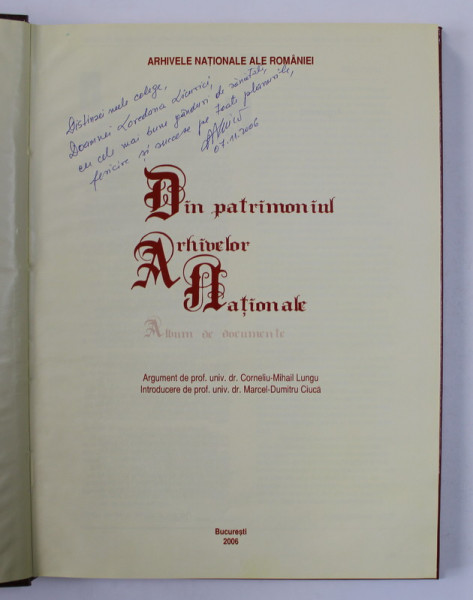 ARHIVELE NAȚIONALE ALE ROMÂNIEI
Distinsei mele colege,
Doamnei Loredana
cu cele mai bune gânduri de sănătate,
fericire și succese pe toate planurile,
07.11.2006
Din patrimoniul
Arhivelor
Naționale
Album de documente
Argument de prof. univ. dr. Corneliu-Mihail Lungu
Introducere de prof. univ. dr. Marcel-Dumitru Ciucă
București
2006